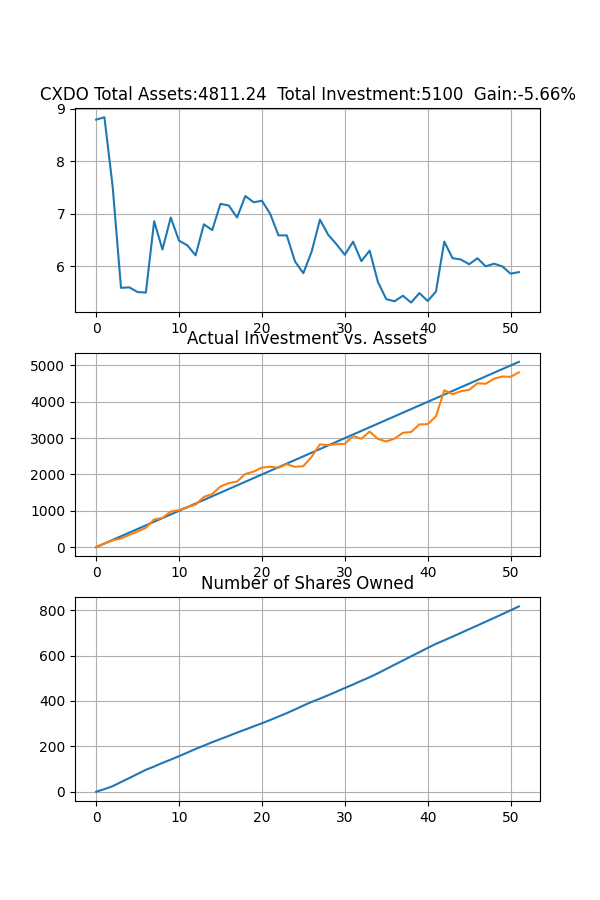 CXDO Total Assets:4811.24  Total Investment:5100  Gain:-5.66%
9
8
7
6
0 10 20 30 40 50
Actual Investment vs. Assets
5000
4000
3000
2000
1000
0
0 10 20 30 40 50
Number of Shares Owned
800
600
400
200
0
0 10 20 30 40 50